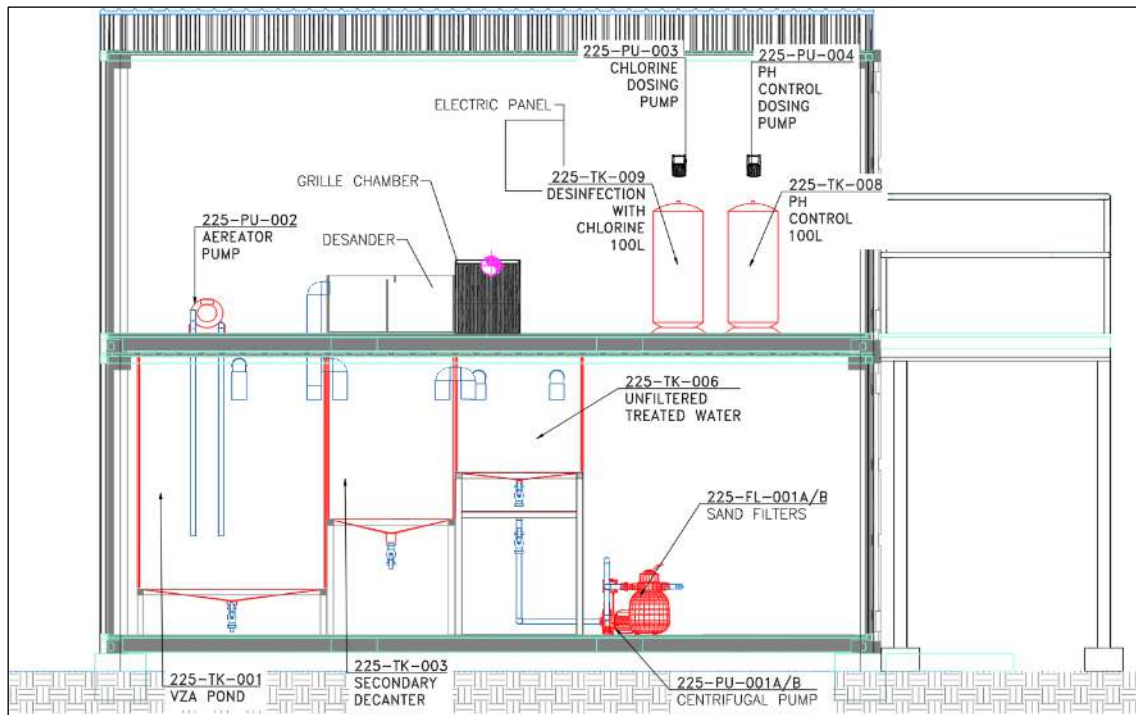 225-PU-003
CHLORINE
DOSING
PUMP
225-PU-004
PH
CONTROL
DOSING
PUMP
ELECTRIC PANEL
GRILLE CHAMBER
225-TK-009
DESINFECTION
WITH
CHLORINE
100L
225-TK-008
PH
CONTROL
100L
225-PU-002
AEREATOR
PUMP
DESANDER
225-TK-006
UNFILTERED
TREATED WATER
225-FL-001A/B
SAND FILTERS
225-TK-001
VZA POND
225-TK-003
SECONDARY
DECANTER
225-PU-001A/B
CENTRIFUGAL PUMP